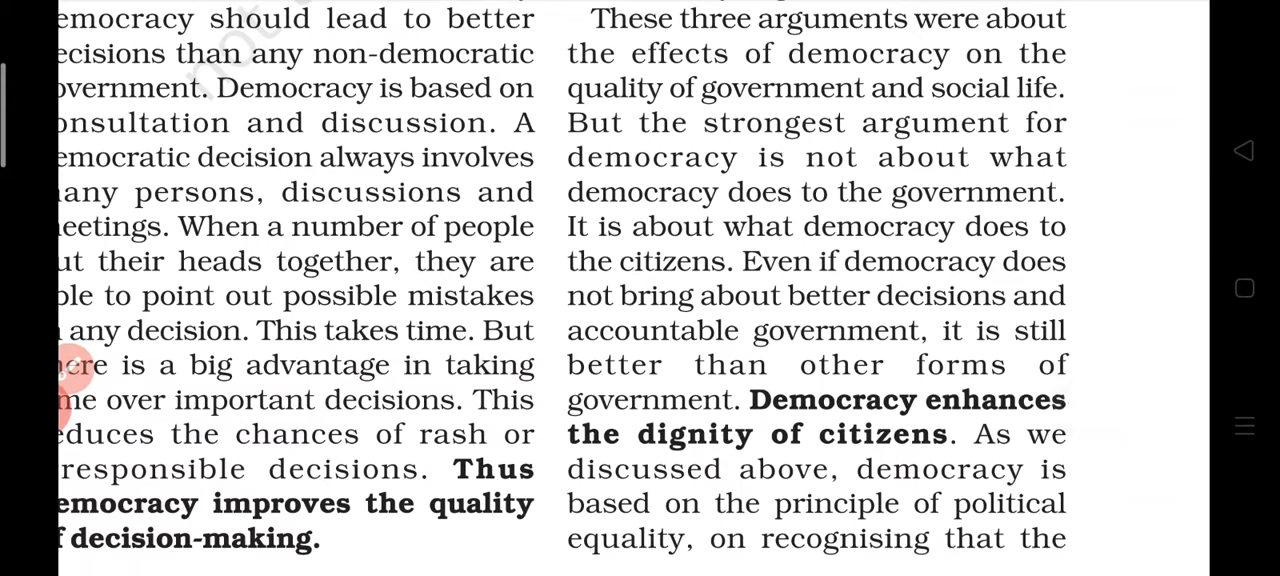 emocracy should lead to better
ecisions than any non-democratic
overnment. Democracy is based on
onsultation and discussion. A
emocratic decision always involves
any persons, discussions and
eetings. When a number of people
ut their heads together, they are
ble to point out possible mistakes
any decision. This takes time. But
ere is a big advantage in taking
me over important decisions. This
educes the chances of rash or
responsible decisions. Thus
emocracy improves the quality
f decision-making.
These three arguments were about
the effects of democracy on the
quality of government and social life.
But the strongest argument for
democracy is not about what
democracy does to the government.
It is about what democracy does to
the citizens. Even if democracy does
not bring about better decisions and
accountable government, it is still
better than other forms of
government. Democracy enhances
the dignity of citizens. As we
discussed above, democracy is
based on the principle of political
equality, on recognising that the
not